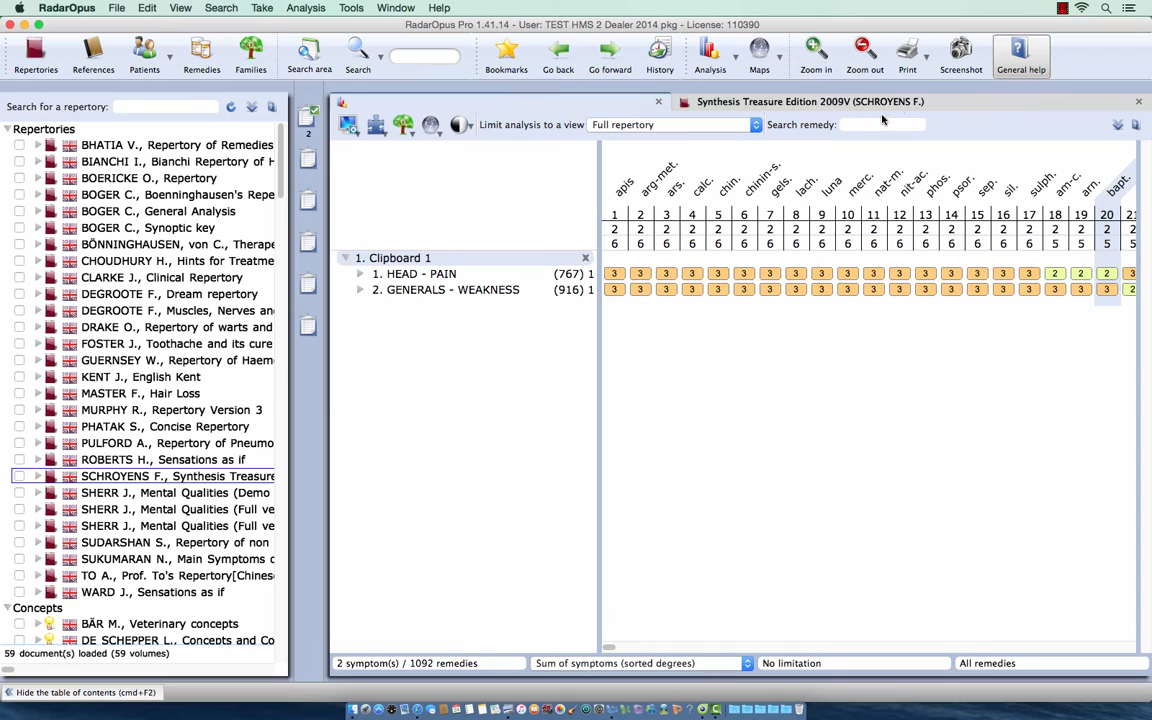 RadarOpus File Edit View Search Take Analysis Tools Window Help
RadarOpus Pro 1.41.14 - User: TEST HMS 2 Dealer 2014 pkg - License: 110390
Repertories References Patients Remedies Families Search area Search Bookmarks Go back Go forward History Analysis Maps Zoom in Zoom out Print Screenshot General help
Search for a repertory:
Synthesis Treasure Edition 2009V (SCHROYENS F.)
Limit analysis to a view Full repertory Search remedy:
Repertories
BHATIA V., Repertory of Remedies
BIANCHI I., Bianchi Repertory of H
BOERICKE O., Repertory
BOGER C., Boenninghausen's Repe
BOGER C., General Analysis
BOGER C., Synoptic key
BÖNNINGHAUSEN, von C., Therape
CHOUDHURY H., Hints for Treatme
CLARKE J., Clinical Repertory
DEGROOTE F., Dream repertory
DEGROOTE F., Muscles, Nerves an
DRAKE O., Repertory of warts and
FOSTER J., Toothache and its cure
GUERNSEY W., Repertory of Haem
KENT J., English Kent
MASTER F., Hair Loss
MURPHY R., Repertory Version 3
PHATAK S., Concise Repertory
PULFORD A., Repertory of Pneumo
ROBERTS H., Sensations as if
SCHROYENS F., Synthesis Treasure
SHERR J., Mental Qualities (Demo
SHERR J., Mental Qualities (Full ve
SHERR J., Mental Qualities (Full ve
SUDARSHAN S., Repertory of non
SUKUMARAN N., Main Symptoms o
TO A., Prof. To's Repertory[Chines
WARD J., Sensations as if
Concepts
BÄR M., Veterinary concepts
DE SCHEPPER L., Concepts and Co
59 document(s) loaded (59 volumes)
Hide the table of contents (cmd+F2)
2
apis arg-met. ars. calc. chin. chinin-s. gels. lach. luna merc. nat-m. nit-ac. phos. psor. sep. sil. sulph. am-c. arn. bapt.
1 2 3 4 5 6 7 8 9 10 11 12 13 14 15 16 17 18 19 20 21
2 2 2 2 2 2 2 2 2 2 2 2 2 2 2 2 2 2 2 2 2
6 6 6 6 6 6 6 6 6 6 6 6 6 6 6 6 6 5 5 5 5
1. Clipboard 1
1. HEAD - PAIN (767) 1 3 3 3 3 3 3 3 3 3 3 3 3 3 3 3 3 3 2 2 2 3
2. GENERALS - WEAKNESS (916) 1 3 3 3 3 3 3 3 3 3 3 3 3 3 3 3 3 3 3 3 3 2
2 symptom(s) / 1092 remedies Sum of symptoms (sorted degrees) No limitation All remedies